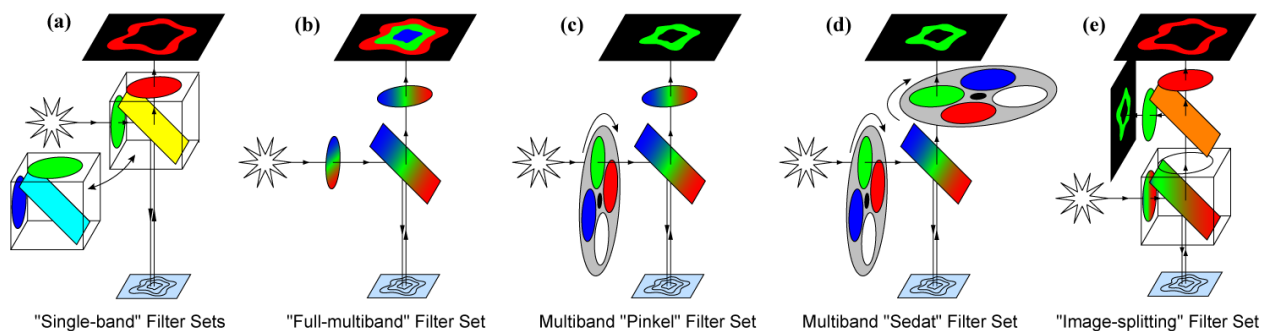 (a)
(b)
(c)
(d)
(e)
"Single-band" Filter Sets
"Full-multiband" Filter Set
Multiband "Pinkel" Filter Set
Multiband "Sedat" Filter Set
"Image-splitting" Filter Set